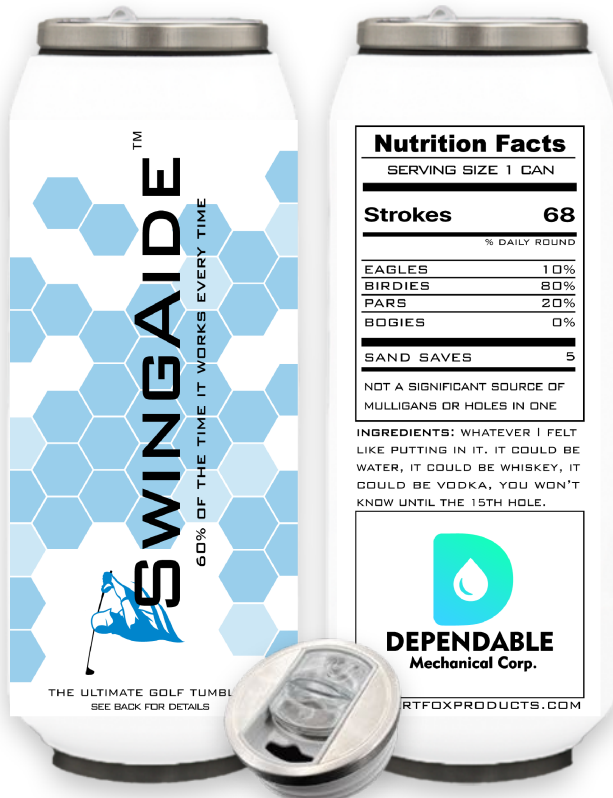 SWINGAIDE™
60% OF THE TIME IT WORKS EVERY TIME
THE ULTIMATE GOLF
SEE BACK FOR DETAILS
Nutrition Facts
SERVING SIZE 1 CAN
Strokes 68
% DAILY ROUND
EAGLES 10%
BIRDIES 80%
PARS 20%
BOGIES 0%
SAND SAVES 5
NOT A SIGNIFICANT SOURCE OF
MULLIGANS OR HOLES IN ONE
INGREDIENTS: WHATEVER I FELT
LIKE PUTTING IN IT. IT COULD BE
WATER, IT COULD BE WHISKEY, IT
COULD BE VODKA, YOU WON'T
KNOW UNTIL THE 15TH HOLE.
DEPENDABLE
Mechanical Corp.
RTFOXPRODUCTS.COM